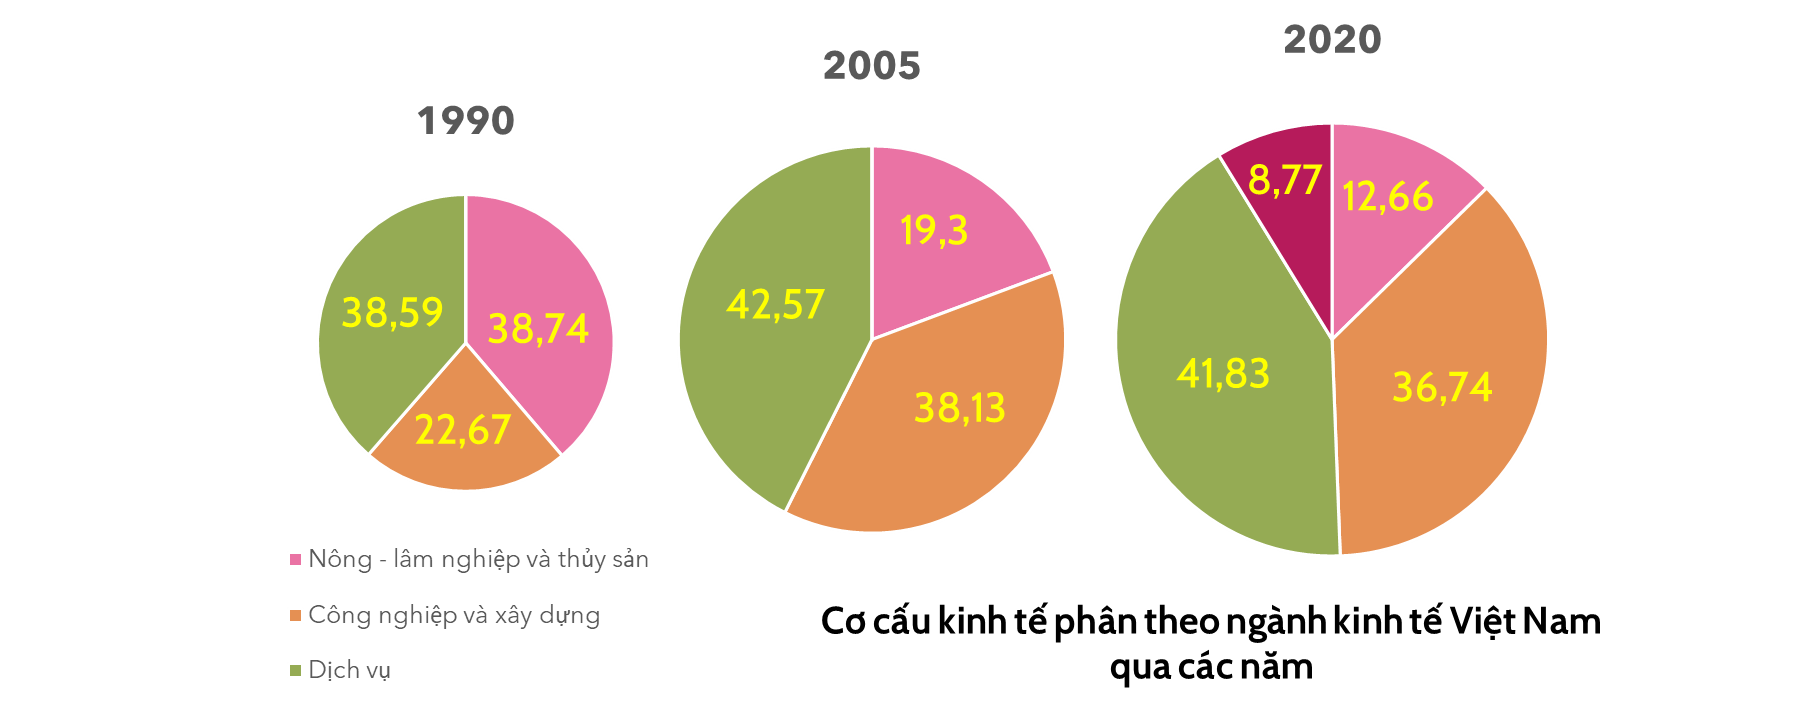 1990
2005
2020
38,59
38,74
22,67
42,57
19,3
38,13
8,77
12,66
41,83
36,74
Nông - lâm nghiệp và thủy sản
Công nghiệp và xây dựng
Dịch vụ
Cơ cấu kinh tế phân theo ngành kinh tế Việt Nam
qua các năm